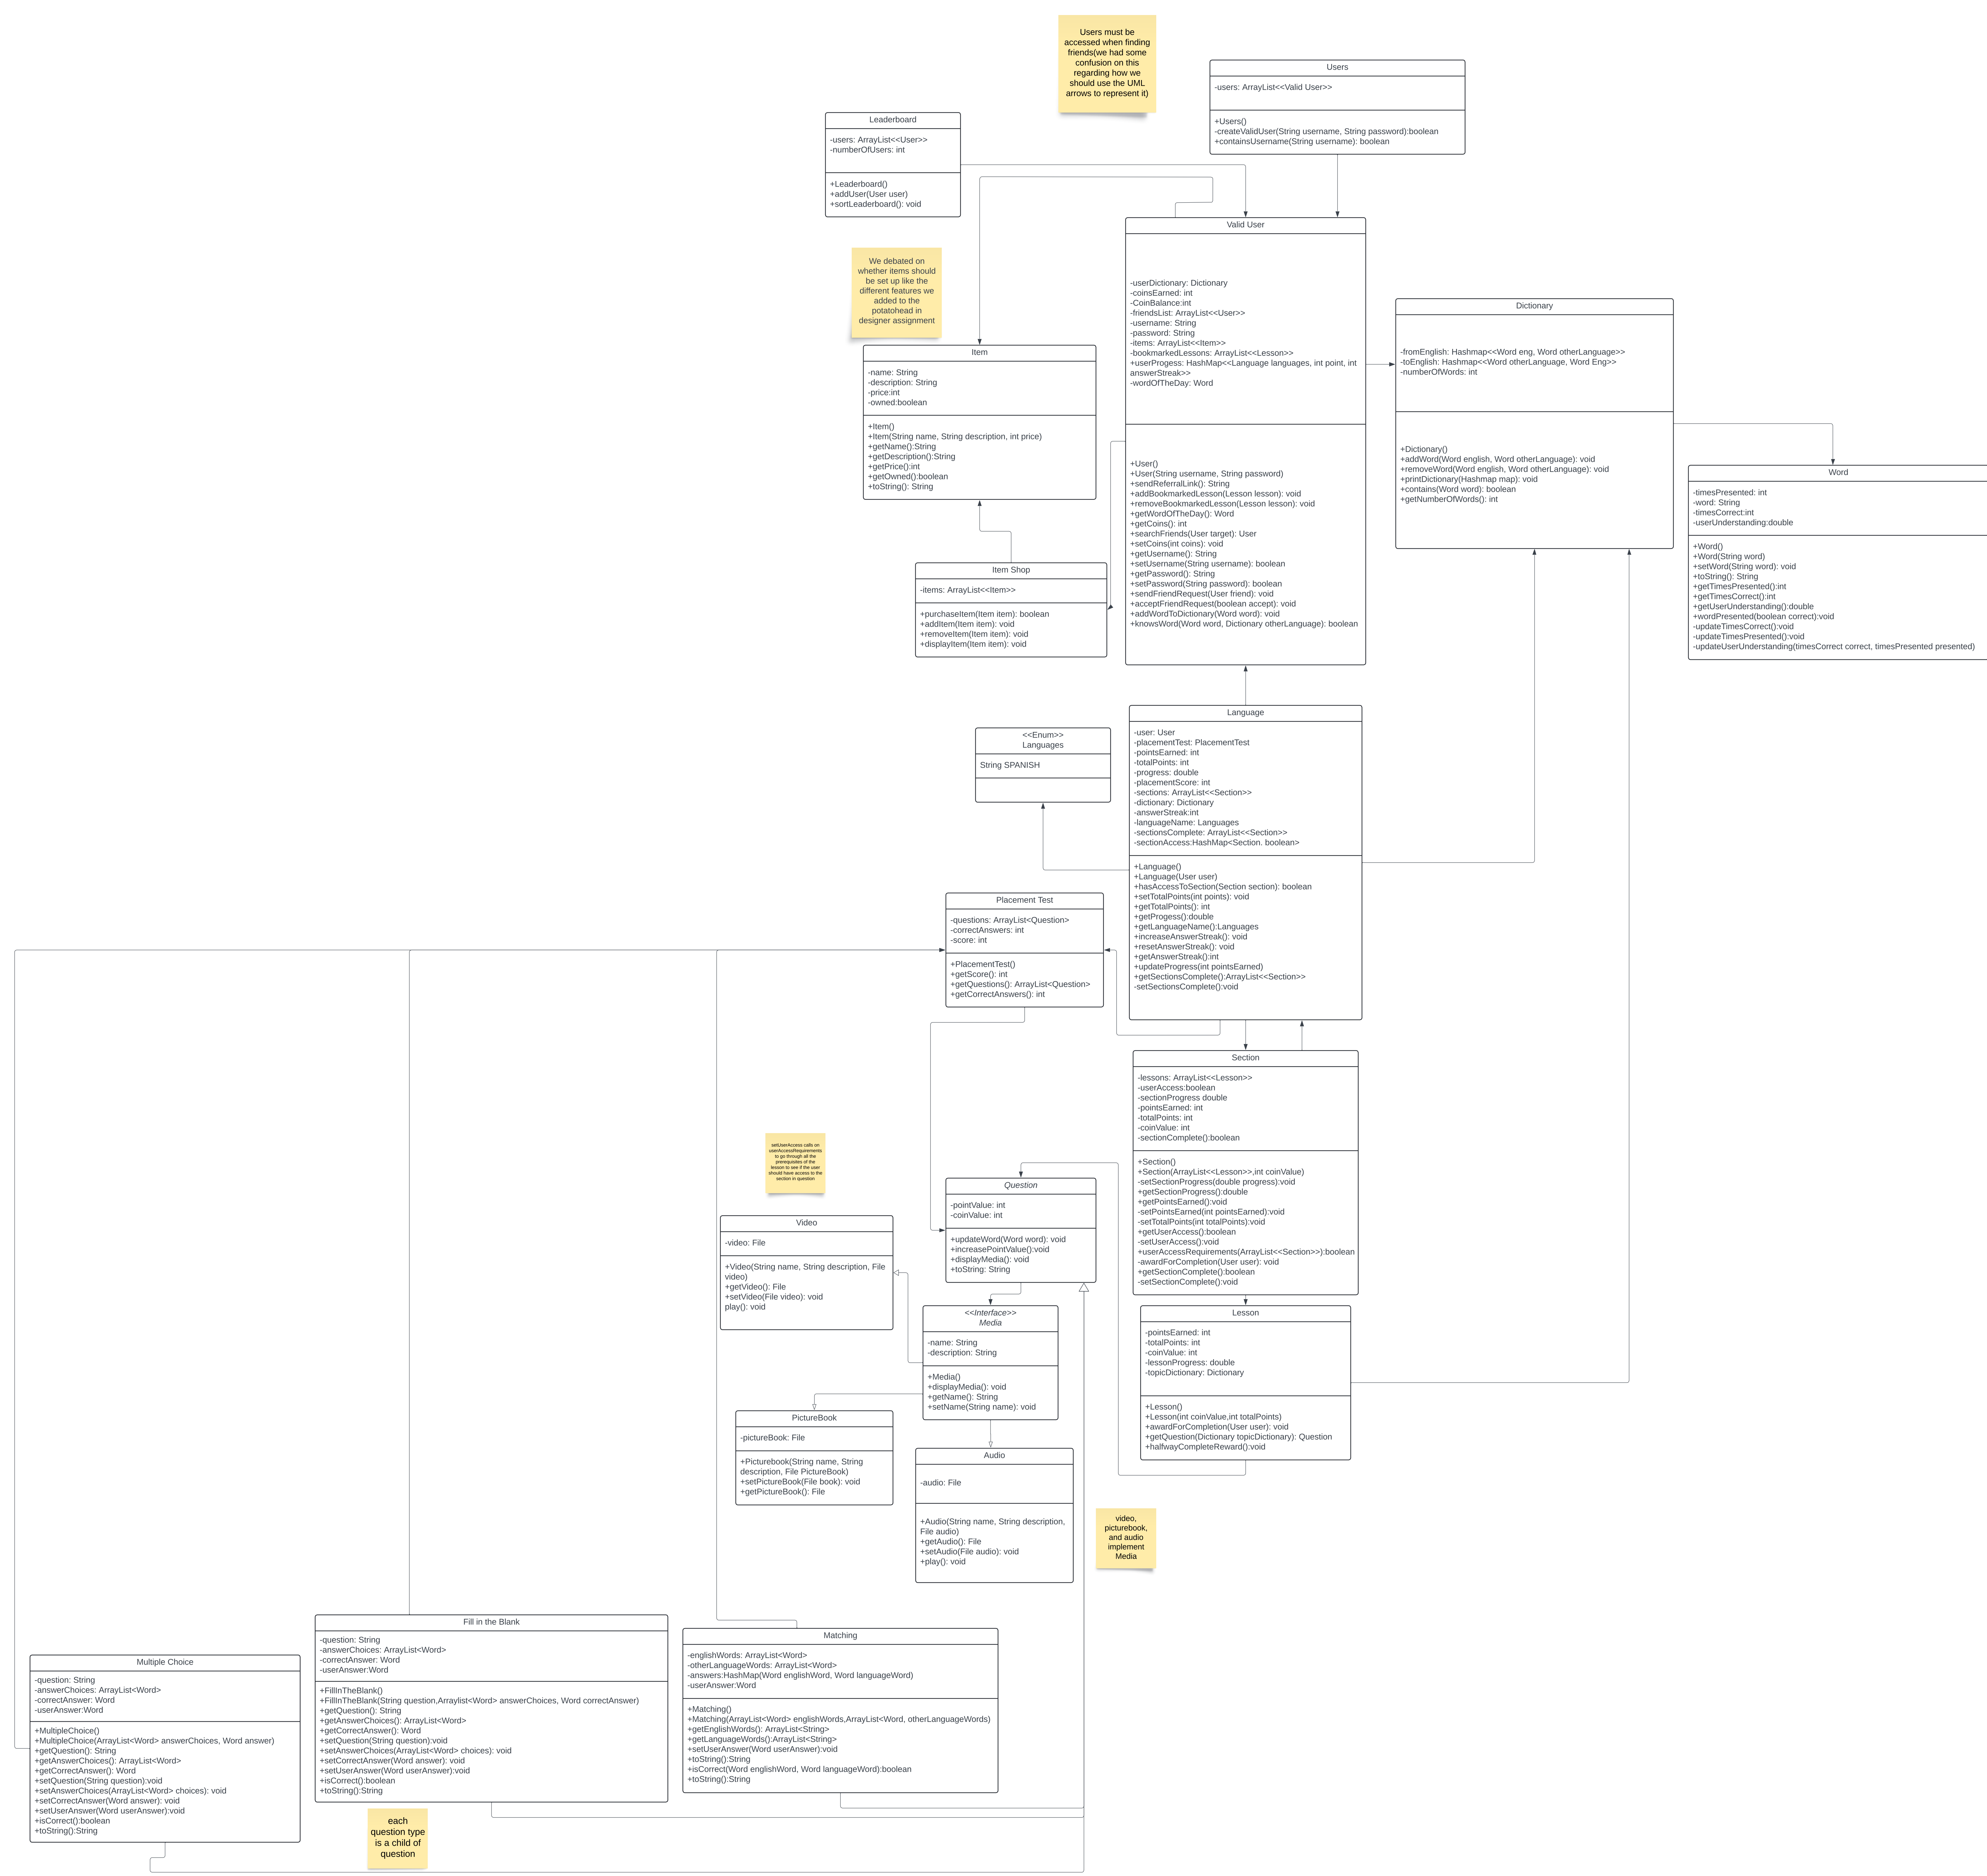 Users must be
accessed when finding
friends(we had some
confusion on this
regarding how we
should use the UML
arrows to represent it)
Users
-users: ArrayList<<Valid User>>
+Users()
-createValidUser(String username, String password):boolean
+containsUsername(String username): boolean
Leaderboard
-users: ArrayList<<User>>
-numberOfUsers: int
+Leaderboard()
+addUser(User user)
+sortLeaderboard(): void
We debated on
whether items should
be set up like the
different features we
added to the
potatohead in
designer assignment
Valid User
-userDictionary: Dictionary
-coinsEarned: int
-CoinBalance:int
-friendsList: ArrayList<<User>>
-username: String
-password: String
-items: ArrayList<<Item>>
-bookmarkedLessons: ArrayList<<Lesson>>
+userProgess: HashMap<<Language languages, int point, int
answerStreak>>
-wordOfTheDay: Word
+User()
+User(String username, String password)
+sendReferralLink(): String
+addBookmarkedLesson(Lesson lesson): void
+removeBookmarkedLesson(Lesson lesson): void
+getWordOfTheDay(): Word
+getCoins(): int
+searchFriends(User target): User
+setCoins(int coins): void
+getUsername(): String
+setUsername(String username): boolean
+getPassword(): String
+setPassword(String password): boolean
+sendFriendRequest(User friend): void
+acceptFriendRequest(boolean accept): void
+addWordToDictionary(Word word): void
+knowsWord(Word word, Dictionary otherLanguage): boolean
Dictionary
-fromEnglish: Hashmap<<Word eng, Word otherLanguage>>
-toEnglish: Hashmap<<Word otherLanguage, Word Eng>>
-numberOfWords: int
+Dictionary()
+addWord(Word english, Word otherLanguage): void
+removeWord(Word english, Word otherLanguage): void
+printDictionary(Hashmap map): void
+contains(Word word): boolean
+getNumberOfWords(): int
Word
-timesPresented: int
-word: String
-timesCorrect:int
-userUnderstanding:double
+Word()
+Word(String word)
+setWord(String word): void
+toString(): String
+getTimesPresented():int
+getTimesCorrect():int
+getUserUnderstanding():double
+wordPresented(boolean correct):void
-updateTimesCorrect():void
-updateTimesPresented():void
-updateUserUnderstanding(timesCorrect correct, timesPresented presented)
Item
-name: String
-description: String
-price:int
-owned:boolean
+Item()
+Item(String name, String description, int price)
+getName():String
+getDescription():String
+getPrice():int
+getOwned():boolean
+toString(): String
Item Shop
-items: ArrayList<<Item>>
+purchaseItem(Item item): boolean
+addItem(Item item): void
+removeItem(Item item): void
+displayItem(Item item): void
<<Enum>>
Languages
String SPANISH
Language
-user: User
-placementTest: PlacementTest
-pointsEarned: int
-totalPoints: int
-progress: double
-placementScore: int
-sections: ArrayList<<Section>>
-dictionary: Dictionary
-answerStreak:int
-languageName: Languages
-sectionsComplete: ArrayList<<Section>>
-sectionAccess:HashMap<Section. boolean>
+Language()
+Language(User user)
+hasAccessToSection(Section section): boolean
+setTotalPoints(int points): void
+getTotalPoints(): int
+getProgess():double
+getLanguageName():Languages
+increaseAnswerStreak(): void
+resetAnswerStreak(): void
+getAnswerStreak():int
+updateProgress(int pointsEarned)
+getSectionsComplete():ArrayList<<Section>>
-setSectionsComplete():void
Placement Test
-questions: ArrayList<Question>
-correctAnswers: int
-score: int
+PlacementTest()
+getScore(): int
+getQuestions(): ArrayList<Question>
+getCorrectAnswers(): int
Section
-lessons: ArrayList<<Lesson>>
-userAccess:boolean
-sectionProgress double
-pointsEarned: int
-totalPoints: int
-coinValue: int
-sectionComplete():boolean
+Section()
+Section(ArrayList<<Lesson>>,int coinValue)
-setSectionProgress(double progress):void
+getSectionProgress():double
+getPointsEarned():void
-setPointsEarned(int pointsEarned):void
-setTotalPoints(int totalPoints):void
+getUserAccess():boolean
-setUserAccess():void
+userAccessRequirements(ArrayList<<Section>>):boolean
-awardForCompletion(User user): void
+getSectionComplete():boolean
-setSectionComplete():void
setUserAccess calls on
userAccessRequirements
to go through all the
prerequisites of the
lesson to see if the user
should have access to the
section in question
Question
-pointValue: int
-coinValue: int
+updateWord(Word word): void
+increasePointValue():void
+displayMedia(): void
+toString: String
Video
-video: File
+Video(String name, String description, File
video)
+getVideo(): File
+setVideo(File video): void
play(): void
<<Interface>>
Media
-name: String
-description: String
+Media()
+displayMedia(): void
+getName(): String
+setName(String name): void
Lesson
-pointsEarned: int
-totalPoints: int
-coinValue: int
-lessonProgress: double
-topicDictionary: Dictionary
+Lesson()
+Lesson(int coinValue,int totalPoints)
+awardForCompletion(User user): void
+getQuestion(Dictionary topicDictionary): Question
+halfwayCompleteReward():void
PictureBook
-pictureBook: File
+Picturebook(String name, String
description, File PictureBook)
+setPictureBook(File book): void
+getPictureBook(): File
Audio
-audio: File
+Audio(String name, String description,
File audio)
+getAudio(): File
+setAudio(File audio): void
+play(): void
video,
picturebook,
and audio
implement
Media
Multiple Choice
-question: String
-answerChoices: ArrayList<Word>
-correctAnswer: Word
-userAnswer:Word
+MultipleChoice()
+MultipleChoice(ArrayList<Word> answerChoices, Word answer)
+getQuestion(): String
+getAnswerChoices(): ArrayList<Word>
+getCorrectAnswer(): Word
+setQuestion(String question):void
+setAnswerChoices(ArrayList<Word> choices): void
+setCorrectAnswer(Word answer): void
+setUserAnswer(Word userAnswer):void
+isCorrect():boolean
+toString():String
Fill in the Blank
-question: String
-answerChoices: ArrayList<Word>
-correctAnswer: Word
-userAnswer:Word
+FillInTheBlank()
+FillInTheBlank(String question,Arraylist<Word> answerChoices, Word correctAnswer)
+getQuestion(): String
+getAnswerChoices(): ArrayList<Word>
+getCorrectAnswer(): Word
+setQuestion(String question):void
+setAnswerChoices(ArrayList<Word> choices): void
+setCorrectAnswer(Word answer): void
+setUserAnswer(Word userAnswer):void
+isCorrect():boolean
+toString():String
Matching
-englishWords: ArrayList<Word>
-otherLanguageWords: ArrayList<Word>
-answers:HashMap(Word englishWord, Word languageWord)
-userAnswer:Word
+Matching()
+Matching(ArrayList<Word> englishWords,ArrayList<Word, otherLanguageWords)
+getEnglishWords(): ArrayList<String>
+getLanguageWords():ArrayList<String>
+setUserAnswer(Word userAnswer):void
+toString():String
+isCorrect(Word englishWord, Word languageWord):boolean
+toString():String
each
question type
is a child of
question